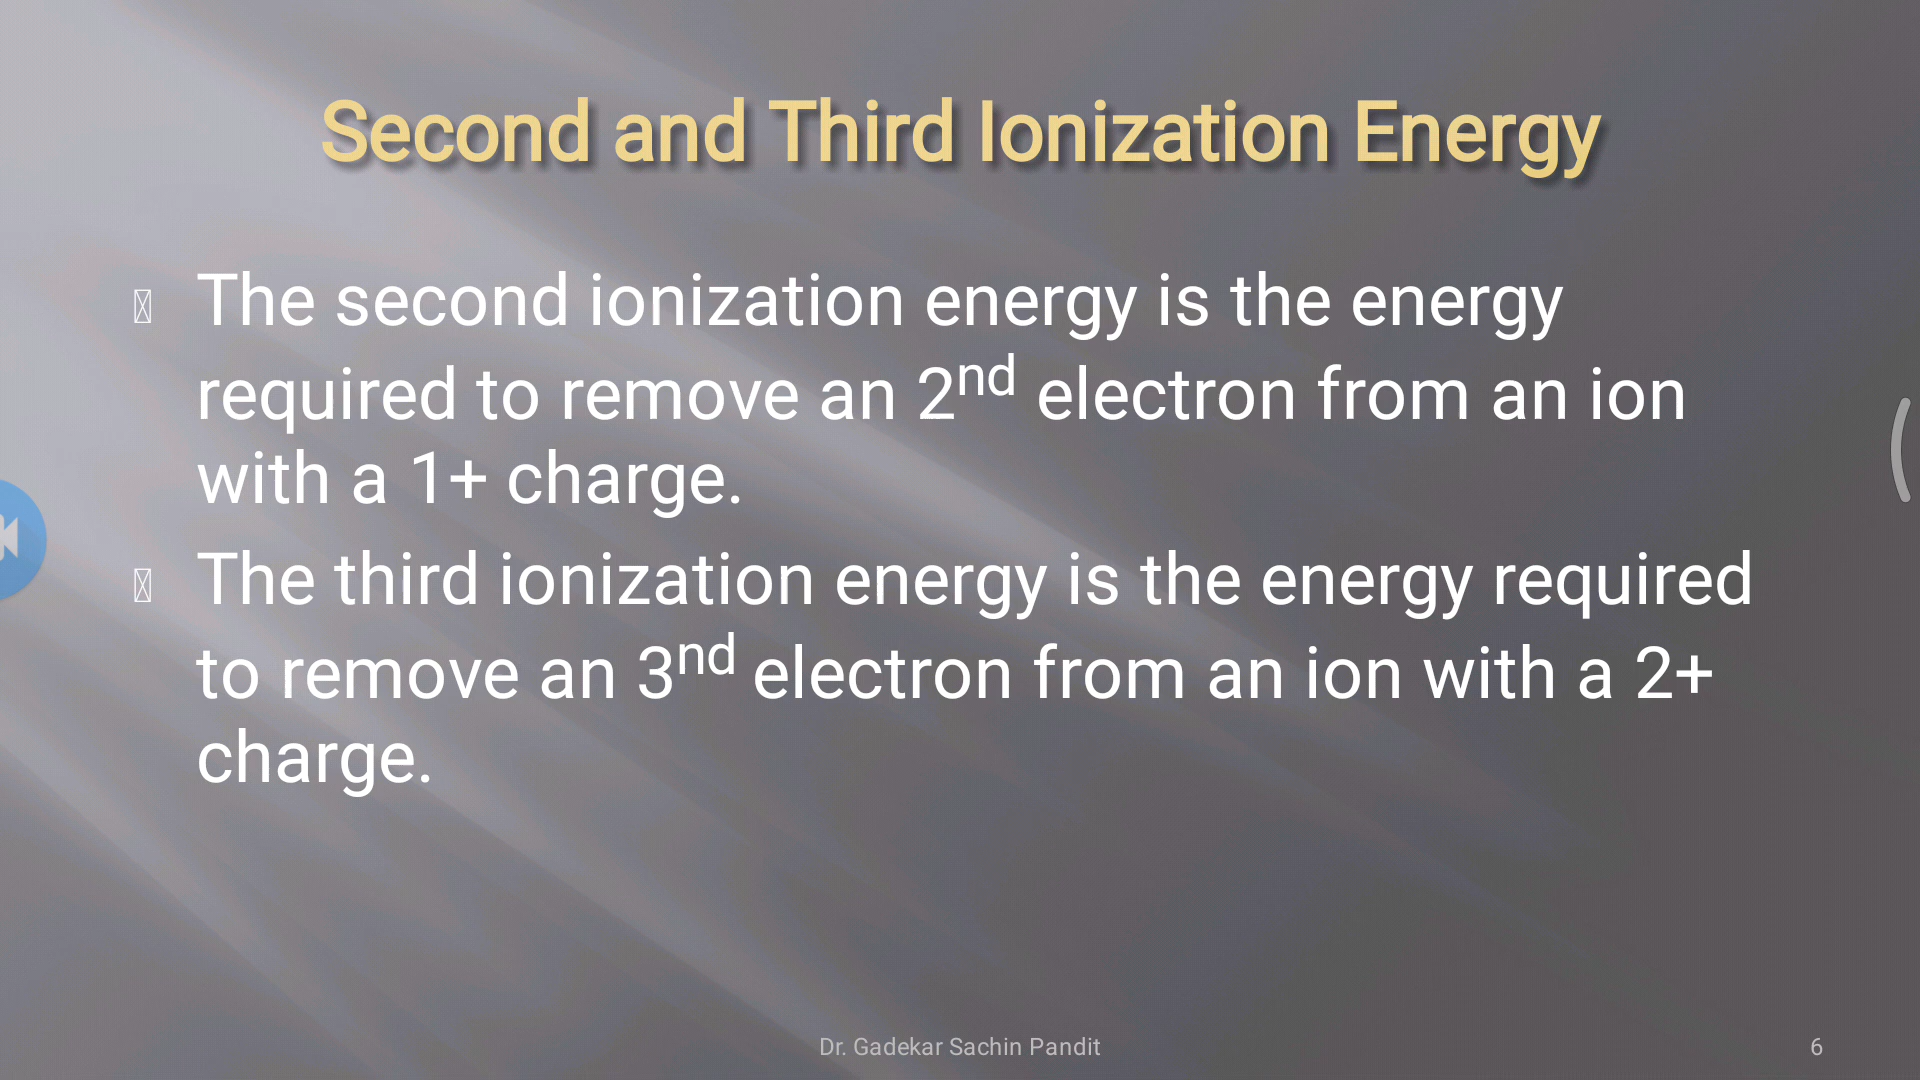 Second and Third Ionization Energy
The second ionization energy is the energy
required to remove an 2nd electron from an ion
with a 1+ charge.
The third ionization energy is the energy required
to remove an 3nd electron from an ion with a 2+
charge.
Dr. Gadekar Sachin Pandit
6